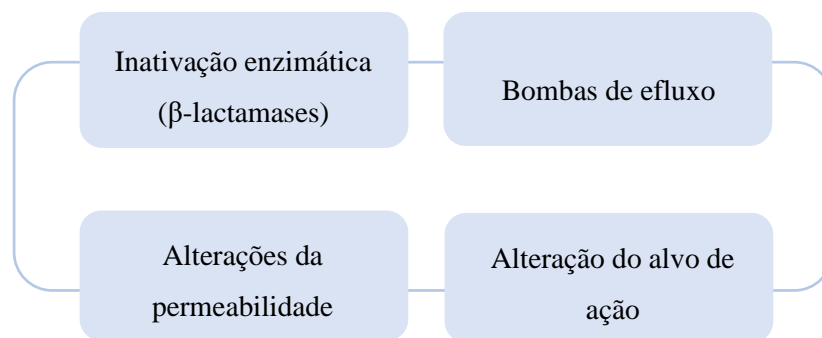 Inativação enzimática
(β-lactamases)
Bombas de efluxo
Alterações da
permeabilidade
Alteração do alvo de
ação